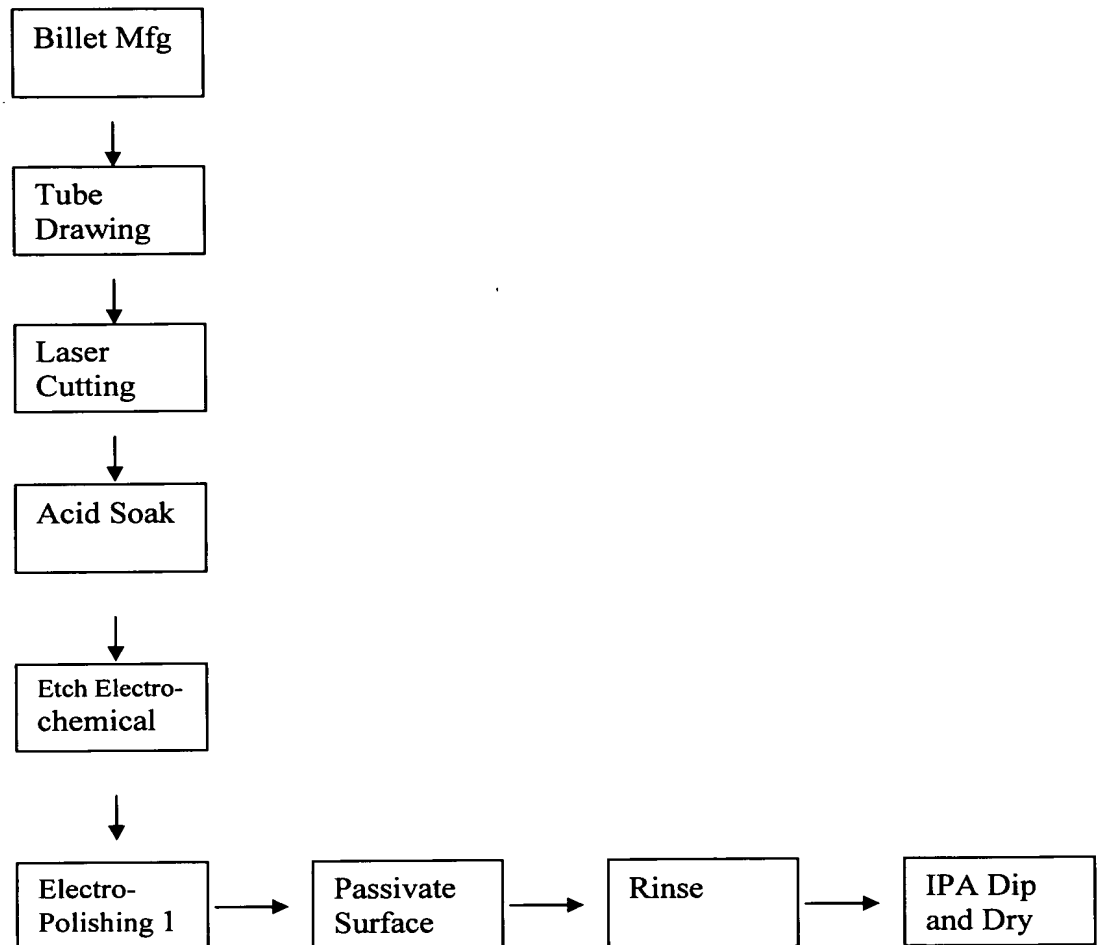 Billet Mfg
Tube
Drawing
Laser
Cutting
Acid Soak
Etch Electro-
chemical
Electro-
Polishing 1
Passivate
Surface
Rinse
IPA Dip
and Dry